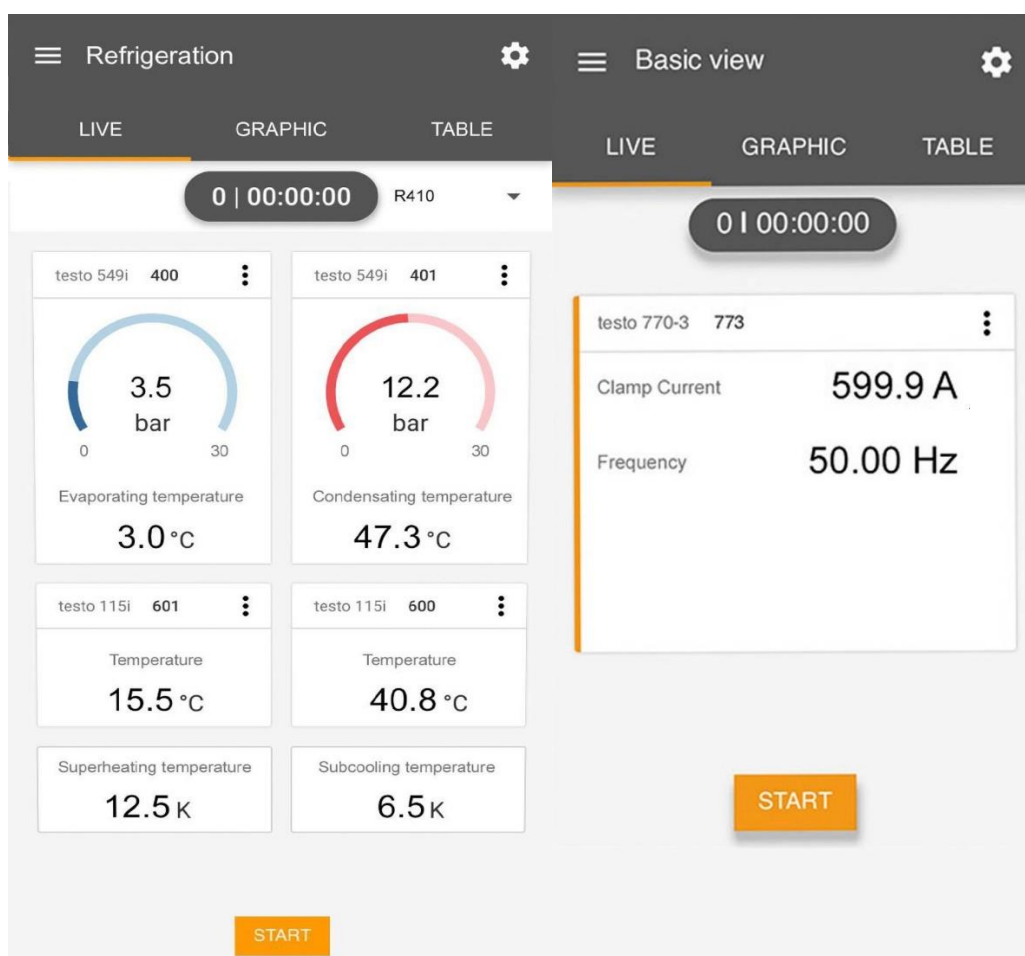 Refrigeration
LIVE GRAPHIC TABLE
0 | 00:00:00 R410
testo 549i 400
3.5
bar
0 30
Evaporating temperature
3.0 °C
testo 549i 401
12.2
bar
0 30
Condensating temperature
47.3 °C
testo 115i 601
Temperature
15.5 °C
testo 115i 600
Temperature
40.8 °C
Superheating temperature
12.5 K
Subcooling temperature
6.5 K
START
Basic view
LIVE GRAPHIC TABLE
0 | 00:00:00
testo 770-3 773
Clamp Current 599.9 A
Frequency 50.00 Hz
START